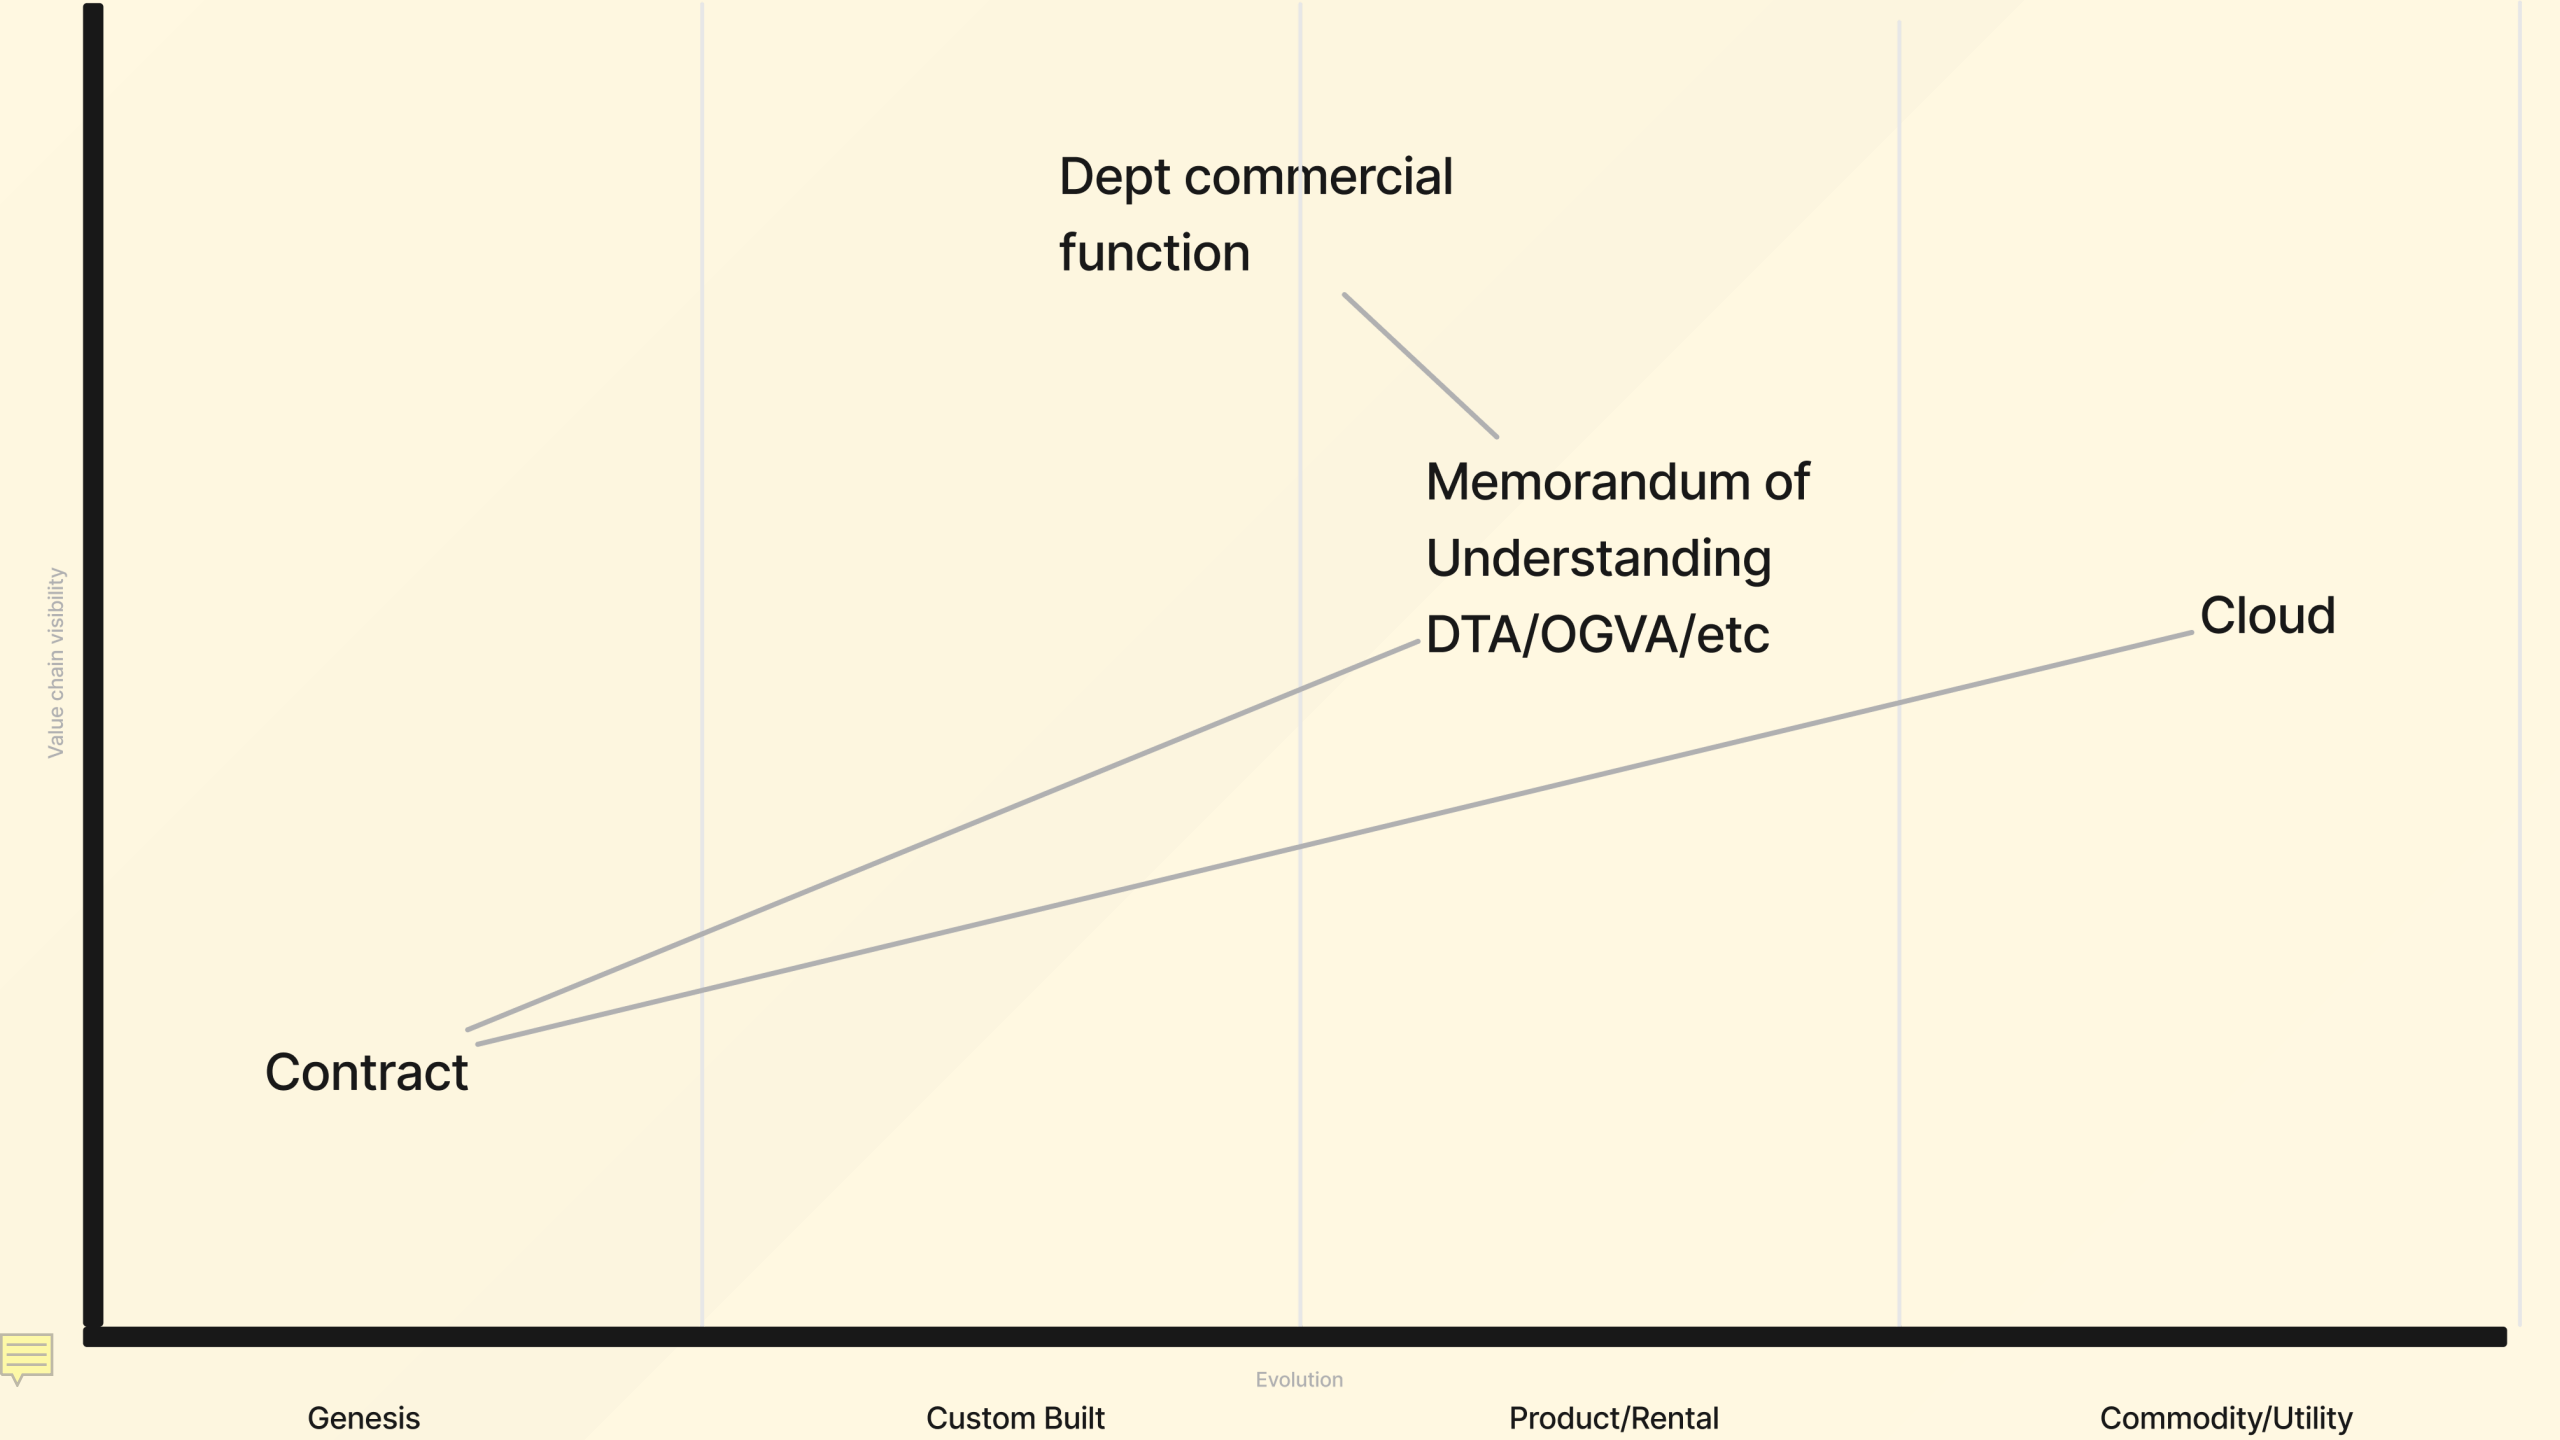 Dept commercial
function
Memorandum of
Understanding
DTA/OGVA/etc
Cloud
Value chain visibility
Contract
Evolution
Genesis
Custom Built
Product/Rental
Commodity/Utility